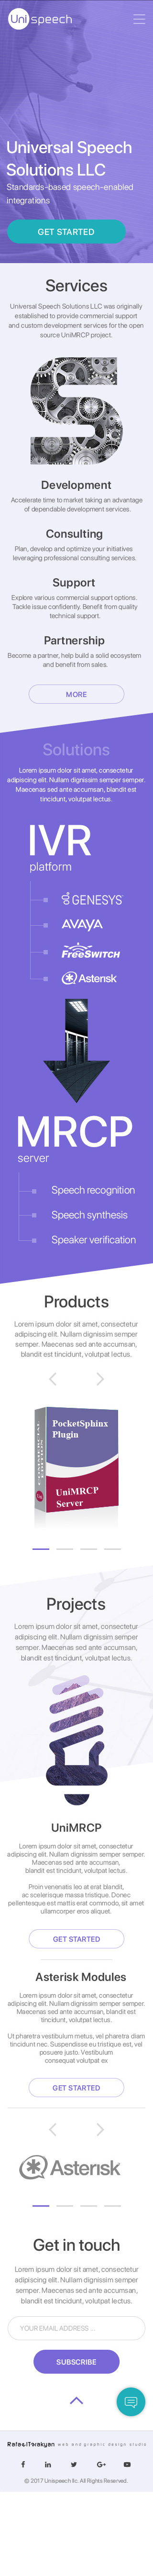 Uni speech
Universal Speech
Solutions LLC
Standards-based speech-enabled
integrations
GET STARTED
Services
Universal Speech Solutions LLC was originally
established to provide commercial support
and custom development services for the open
source UniMRCP project.
Development
Accelerate time to market taking an advantage
of dependable development services.
Consulting
Plan, develop and optimize your initiatives
leveraging professional consulting services.
Support
Explore various commercial support options.
Tackle issue confidently. Benefit from quality
technical support.
Partnership
Become a partner, help build a solid ecosystem
and benefit from sales.
MORE
Solutions
Lorem ipsum dolor sit amet, consectetur
adipiscing elit. Nullam dignissim semper semper.
Maecenas sed ante accumsan, blandit est
tincidunt, volutpat lectus.
IVR
platform
GENESYS
AVAYA
FreeSWITCH
Asterisk
MRCP
server
Speech recognition
Speech synthesis
Speaker verification
Products
Lorem ipsum dolor sit amet, consectetur
adipiscing elit. Nullam dignissim semper
semper. Maecenas sed ante accumsan,
blandit est tincidunt, volutpat lectus.
PocketSphinx
Plugin
UniMRCP
Server
Projects
Lorem ipsum dolor sit amet, consectetur
adipiscing elit. Nullam dignissim semper
semper. Maecenas sed ante accumsan,
blandit est tincidunt, volutpat lectus.
UniMRCP
Lorem ipsum dolor sit amet, consectetur
adipiscing elit. Nullam dignissim semper semper.
Maecenas sed ante accumsan,
blandit est tincidunt, volutpat lectus.
Proin venenatis leo at erat blandit,
ac scelerisque massa tristique. Donec
pellentesque est mattis erat commodo, sit amet
ullamcorper eros aliquet.
GET STARTED
Asterisk Modules
Lorem ipsum dolor sit amet, consectetur
adipiscing elit. Nullam dignissim semper semper.
Maecenas sed ante accumsan, blandit est
tincidunt, volutpat lectus.
Ut pharetra vestibulum metus, vel pharetra diam
tincidunt nec. Suspendisse eu tristique est, vel
posuere justo. Vestibulum
consequat volutpat ex
GET STARTED
Asterisk
Get in touch
Lorem ipsum dolor sit amet, consectetur
adipiscing elit. Nullam dignissim semper
semper. Maecenas sed ante accumsan,
blandit est tincidunt, volutpat lectus.
YOUR EMAIL ADDRESS ...
SUBSCRIBE
web and graphic design studio
© 2017 Unispeech llc. All Rights Reserved.